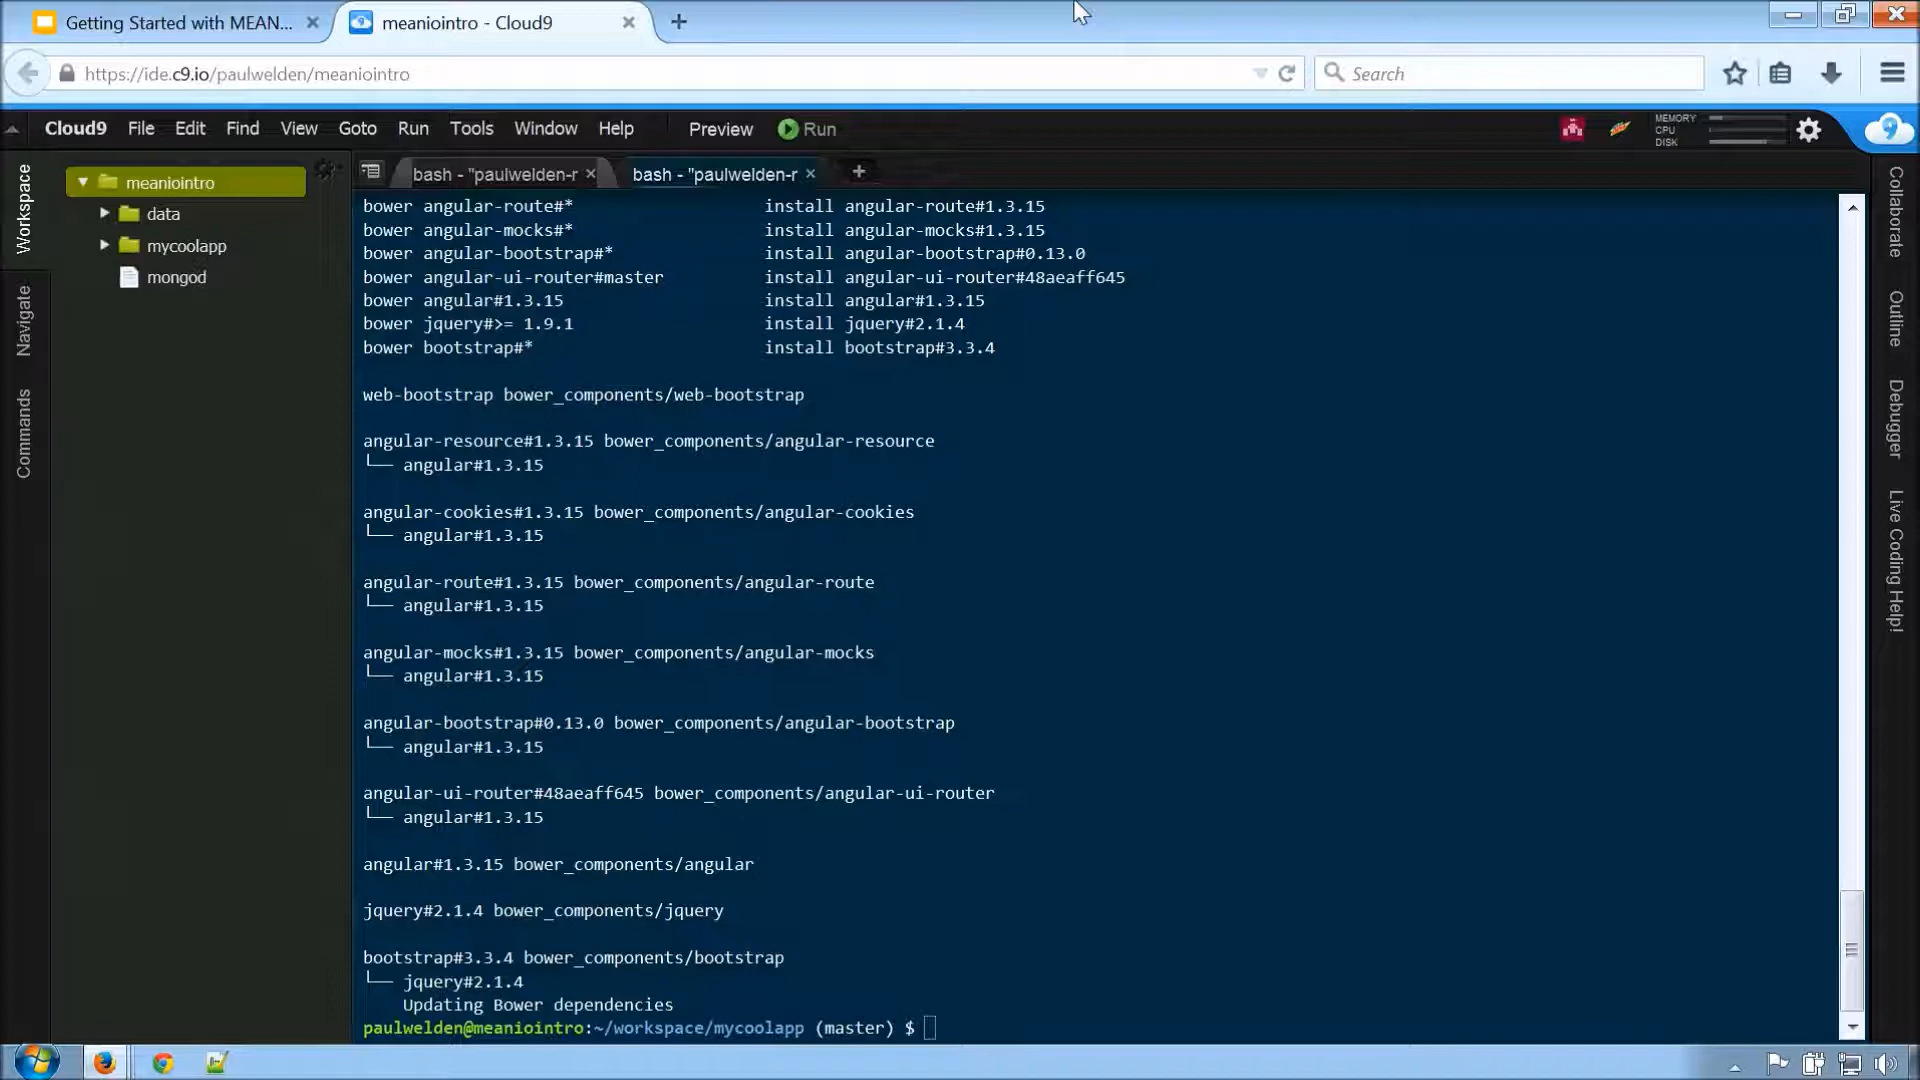 Getting Started with MEAN...
meaniointro - Cloud9
https://ide.c9.io/paulwelden/meaniointro
Search
Cloud9 File Edit Find View Goto Run Tools Window Help Preview Run
MEMORY
CPU
DISK
Workspace
Navigate
Commands
meaniointro
data
mycoolapp
mongod
bash - "paulwelden-r
bash - "paulwelden-r
bower angular-route#* install angular-route#1.3.15
bower angular-mocks#* install angular-mocks#1.3.15
bower angular-bootstrap#* install angular-bootstrap#0.13.0
bower angular-ui-router#master install angular-ui-router#48aeaff645
bower angular#1.3.15 install angular#1.3.15
bower jquery#>= 1.9.1 install jquery#2.1.4
bower bootstrap#* install bootstrap#3.3.4
web-bootstrap bower_components/web-bootstrap
angular-resource#1.3.15 bower_components/angular-resource
└── angular#1.3.15
angular-cookies#1.3.15 bower_components/angular-cookies
└── angular#1.3.15
angular-route#1.3.15 bower_components/angular-route
└── angular#1.3.15
angular-mocks#1.3.15 bower_components/angular-mocks
└── angular#1.3.15
angular-bootstrap#0.13.0 bower_components/angular-bootstrap
└── angular#1.3.15
angular-ui-router#48aeaff645 bower_components/angular-ui-router
└── angular#1.3.15
angular#1.3.15 bower_components/angular
jquery#2.1.4 bower_components/jquery
bootstrap#3.3.4 bower_components/bootstrap
└── jquery#2.1.4
Updating Bower dependencies
paulwelden@meaniointro:~/workspace/mycoolapp (master) $
Collaborate
Outline
Debugger
Live Coding Help!